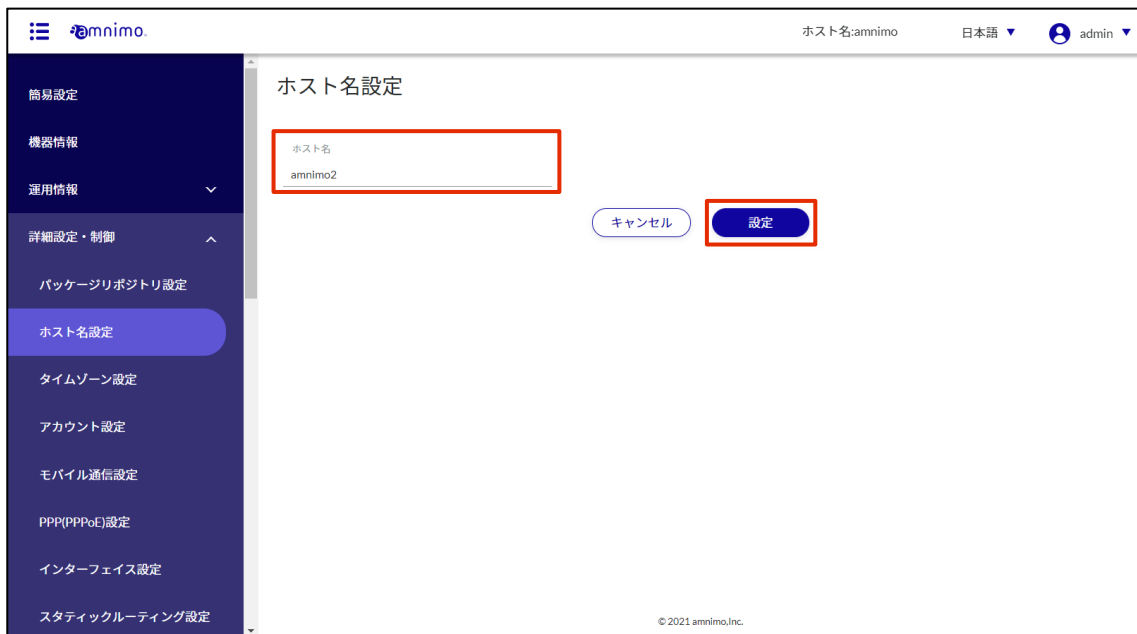 amnimo
ホスト名:amnimo
日本語 ▼
admin ▼
簡易設定
機器情報
運用情報
詳細設定・制御
パッケージリポジトリ設定
ホスト名設定
タイムゾーン設定
アカウント設定
モバイル通信設定
PPP(PPPoE)設定
インターフェイス設定
スタティックルーティング設定
ホスト名設定
ホスト名
amnimo2
キャンセル
設定
© 2021 amnimo,Inc.